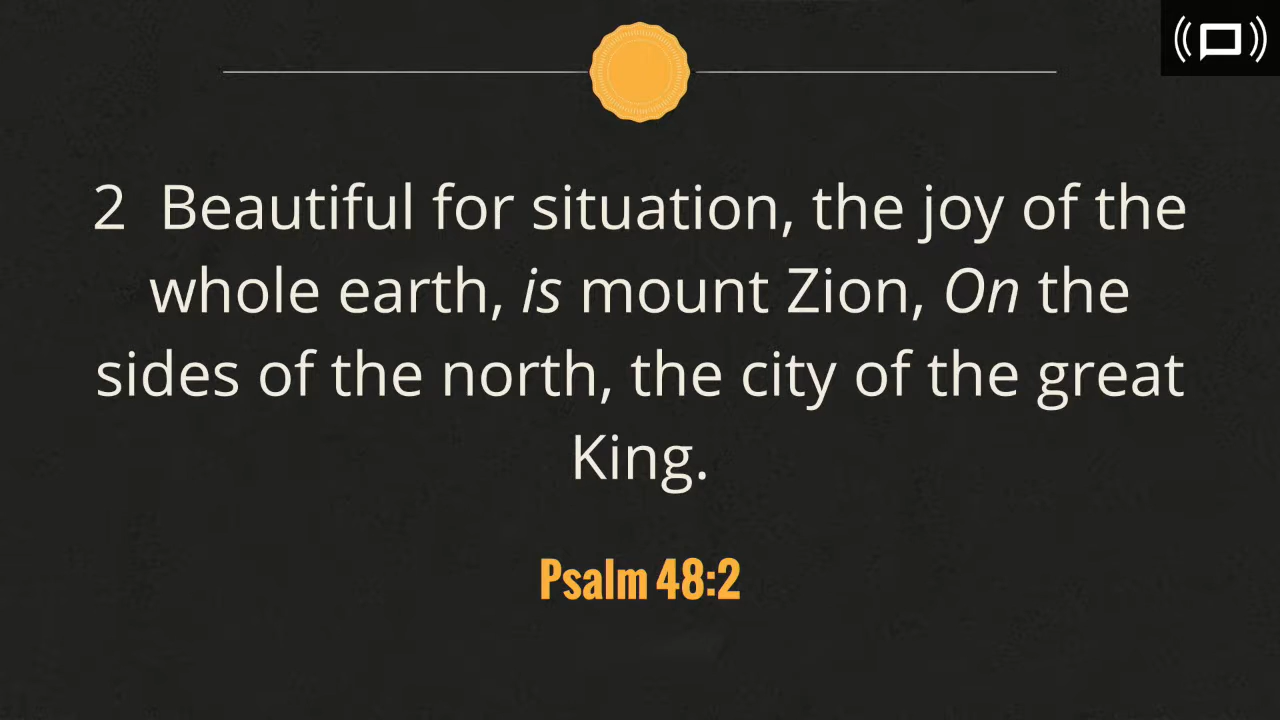 2 Beautiful for situation, the joy of the
whole earth, is mount Zion, On the
sides of the north, the city of the great
King.
Psalm 48:2